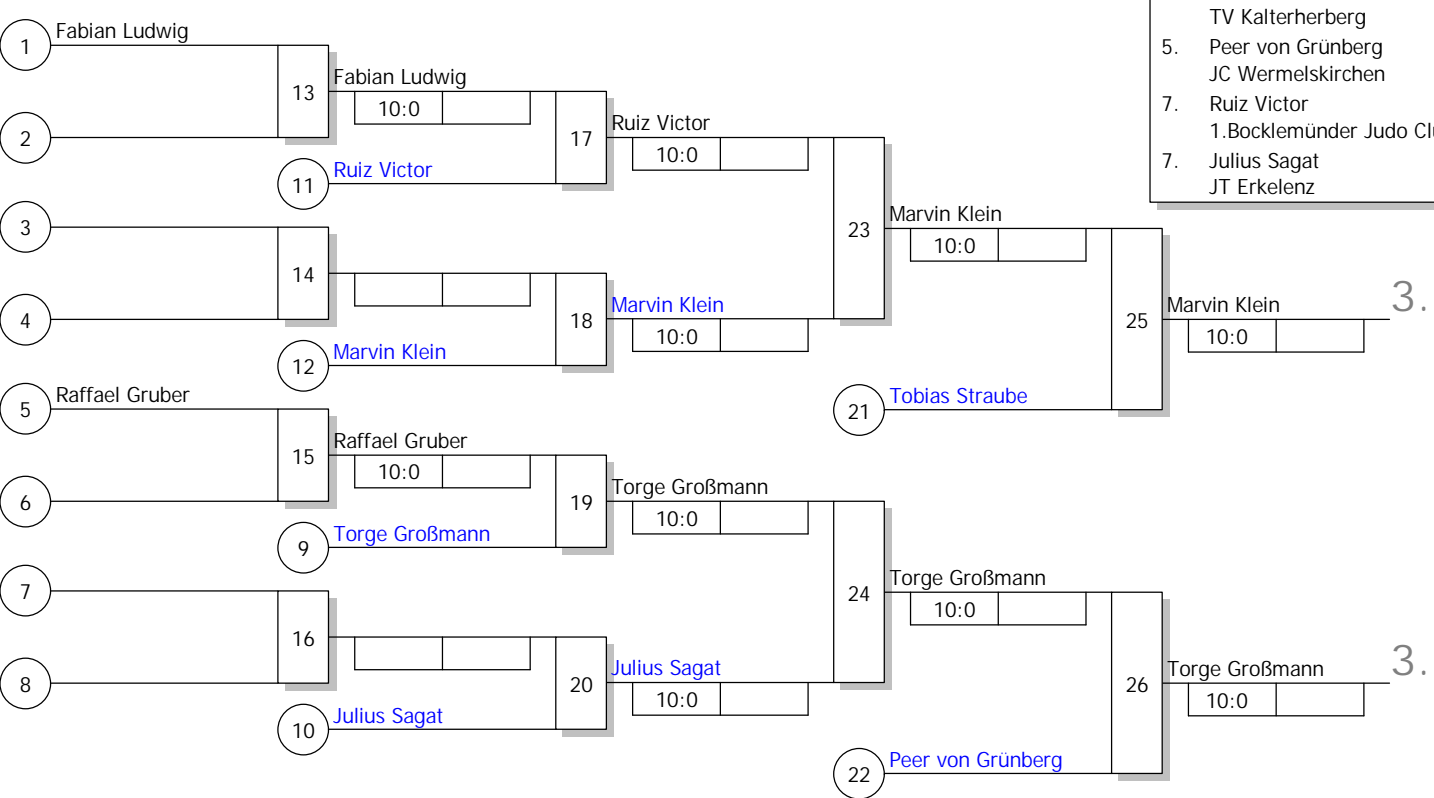 1 Fabian Ludwig
2
13 Fabian Ludwig
10:0
11 Ruiz Victor
17 Ruiz Victor
10:0
3
4
14
12 Marvin Klein
18 Marvin Klein
10:0
23 Marvin Klein
10:0
21 Tobias Straube
25 Marvin Klein
10:0
3.
5 Raffael Gruber
6
15 Raffael Gruber
10:0
9 Torge Großmann
19 Torge Großmann
10:0
7
8
16
10 Julius Sagat
20 Julius Sagat
10:0
24 Torge Großmann
10:0
22 Peer von Grünberg
26 Torge Großmann
10:0
3.
TV Kalterherberg
5. Peer von Grünberg
JC Wermelskirchen
7. Ruiz Victor
1.Bocklemünder Judo
7. Julius Sagat
JT Erkelenz